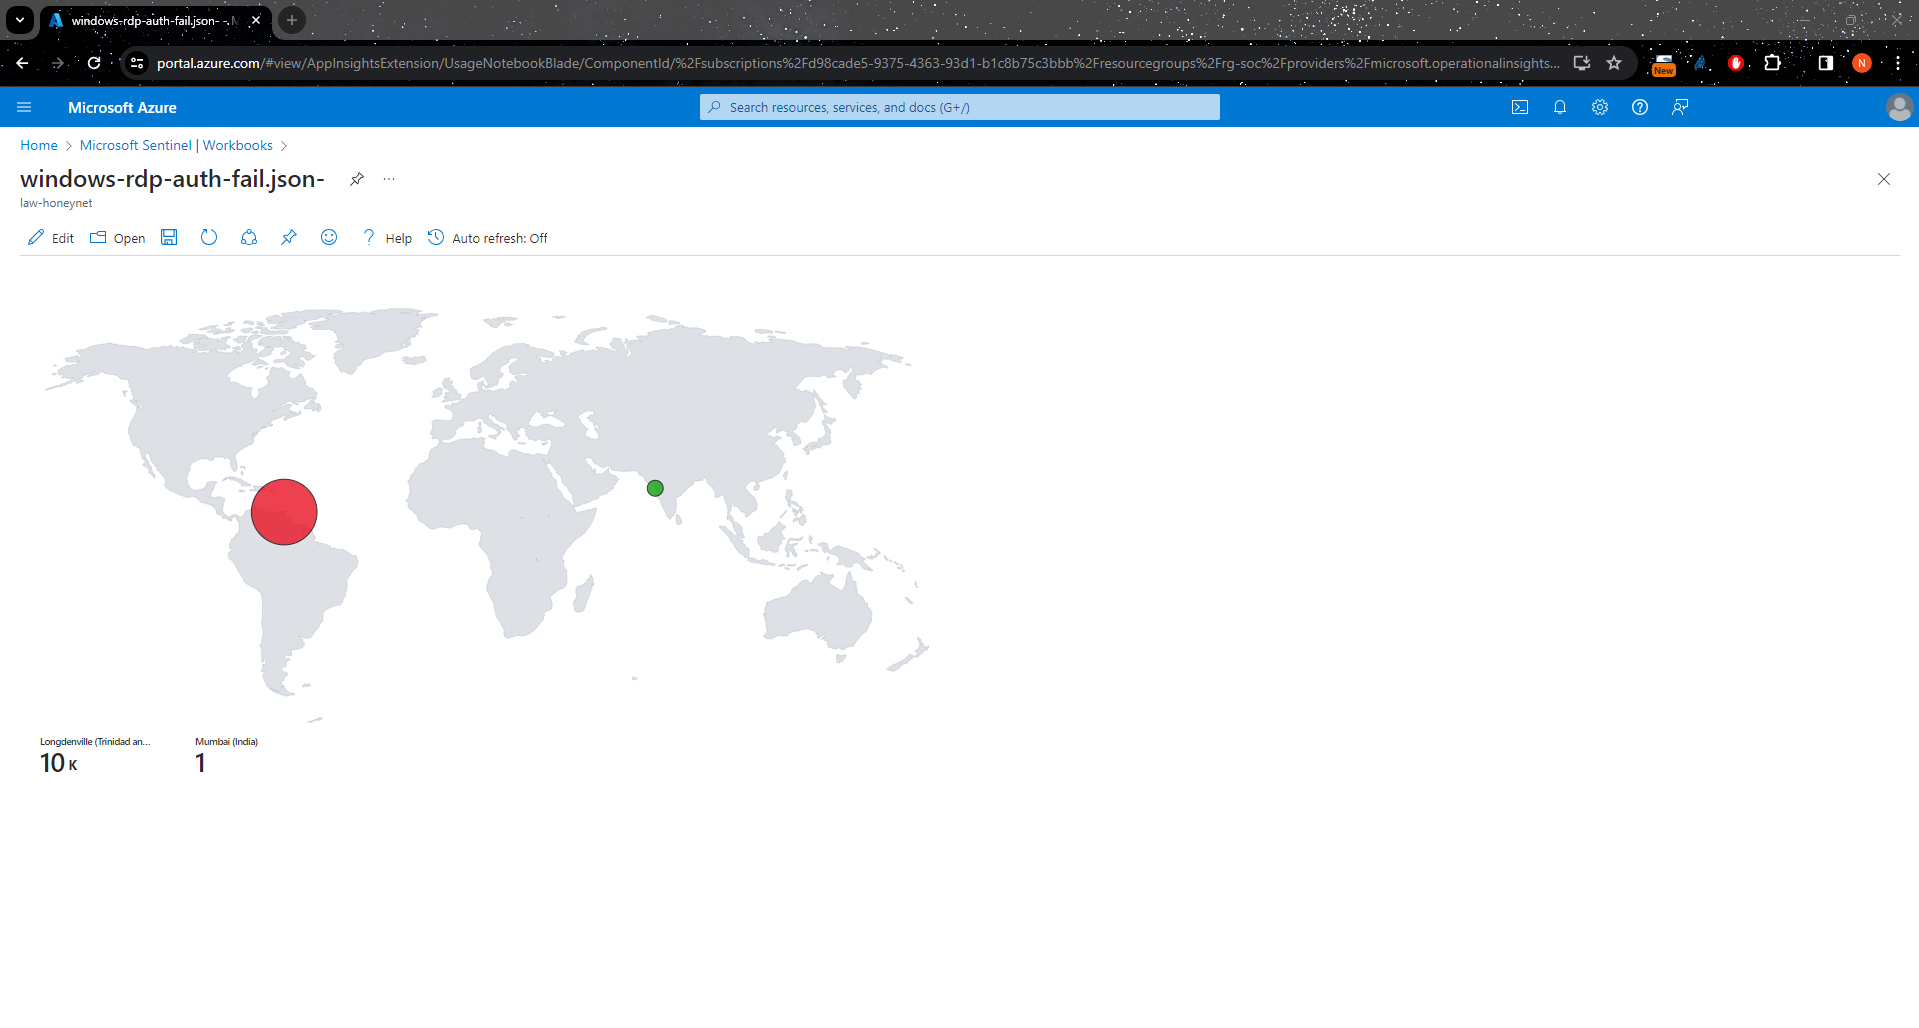 windows-rdp-auth-fail.json- -
portal.azure.com/#view/AppInsightsExtension/UsageNotebookBlade/ComponentId/%2Fsubscriptions%2Fd98cade5-9375-4363-93d1-b1c8b75c3bbb%2Fresourcegroups%2Frg-soc%2Fproviders%2Fmicrosoft.operationalinsights...
New
N
Microsoft Azure
Search resources, services, and docs (G+/)
Home > Microsoft Sentinel | Workbooks >
windows-rdp-auth-fail.json-
law-honeynet
Edit Open Help Auto refresh: Off
Longdenville (Trinidad an... Mumbai (India)
10 K 1